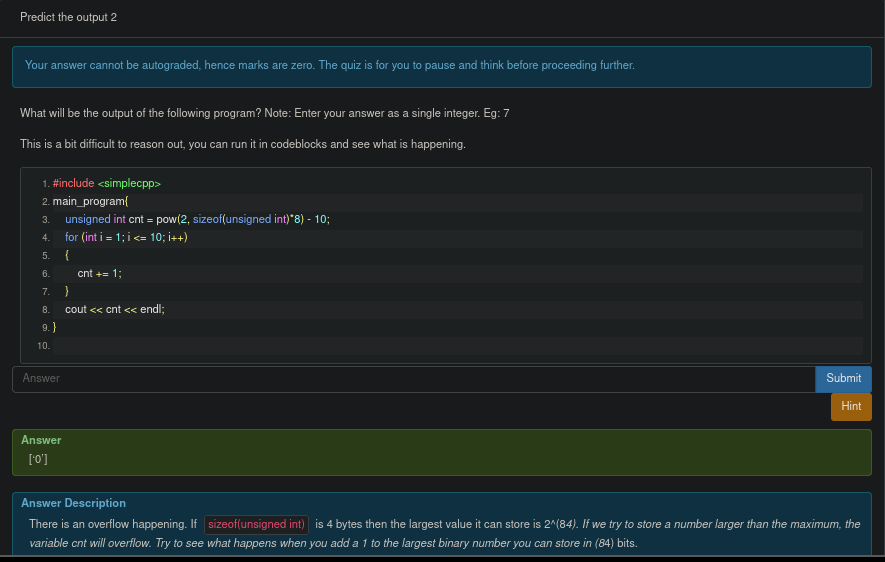 Predict the output 2
Your answer cannot be autograded, hence marks are zero. The quiz is for you to pause and think before proceeding further.
What will be the output of the following program? Note: Enter your answer as a single integer. Eg: 7
This is a bit difficult to reason out, you can run it in codeblocks and see what is happening.
1. #include <simplecpp>
2. main_program{
3. unsigned int cnt = pow(2, sizeof(unsigned int)*8) - 10;
4. for (int i = 1; i <= 10; i++)
5. {
6. cnt += 1;
7. }
8. cout << cnt << endl;
9. }
10.
Answer
Submit
Hint
Answer
['0']
Answer Description
There is an overflow happening. If sizeof(unsigned int) is 4 bytes then the largest value it can store is 2^(84). If we try to store a number larger than the maximum, the
variable cnt will overflow. Try to see what happens when you add a 1 to the largest binary number you can store in (84) bits.